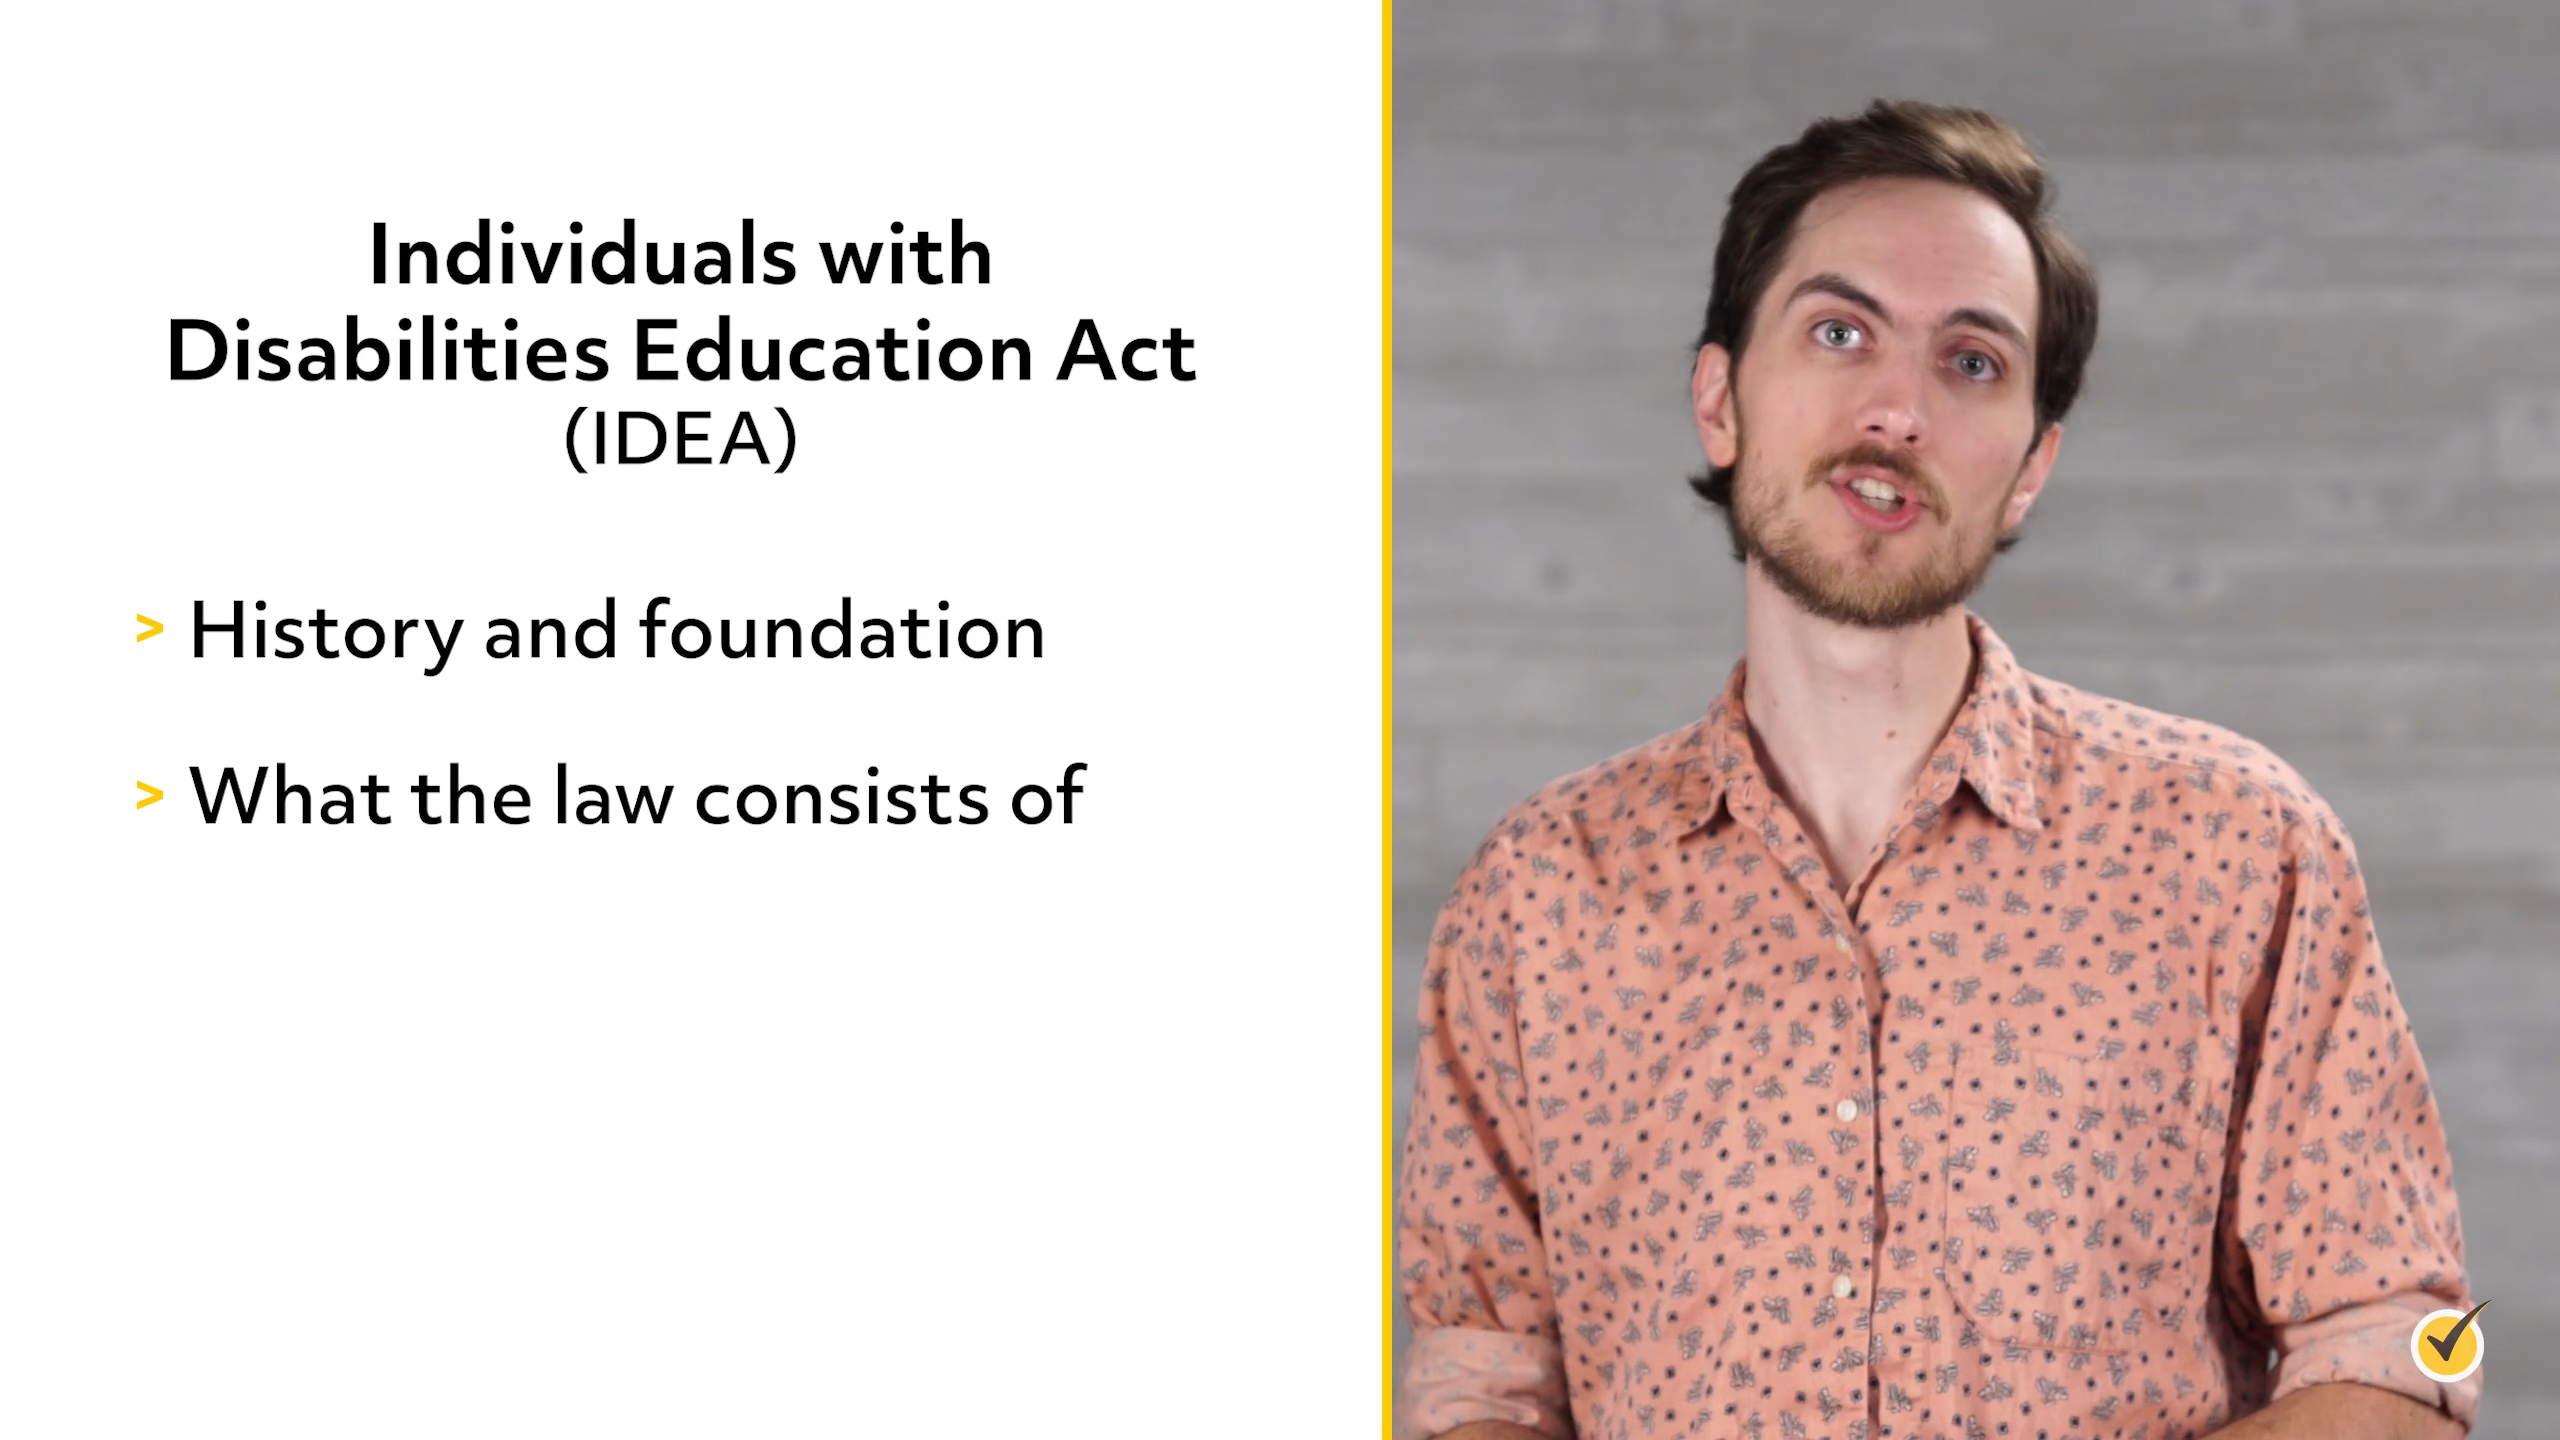 Individuals with
Disabilities Education Act
(IDEA)
> History and foundation
> What the law consists of